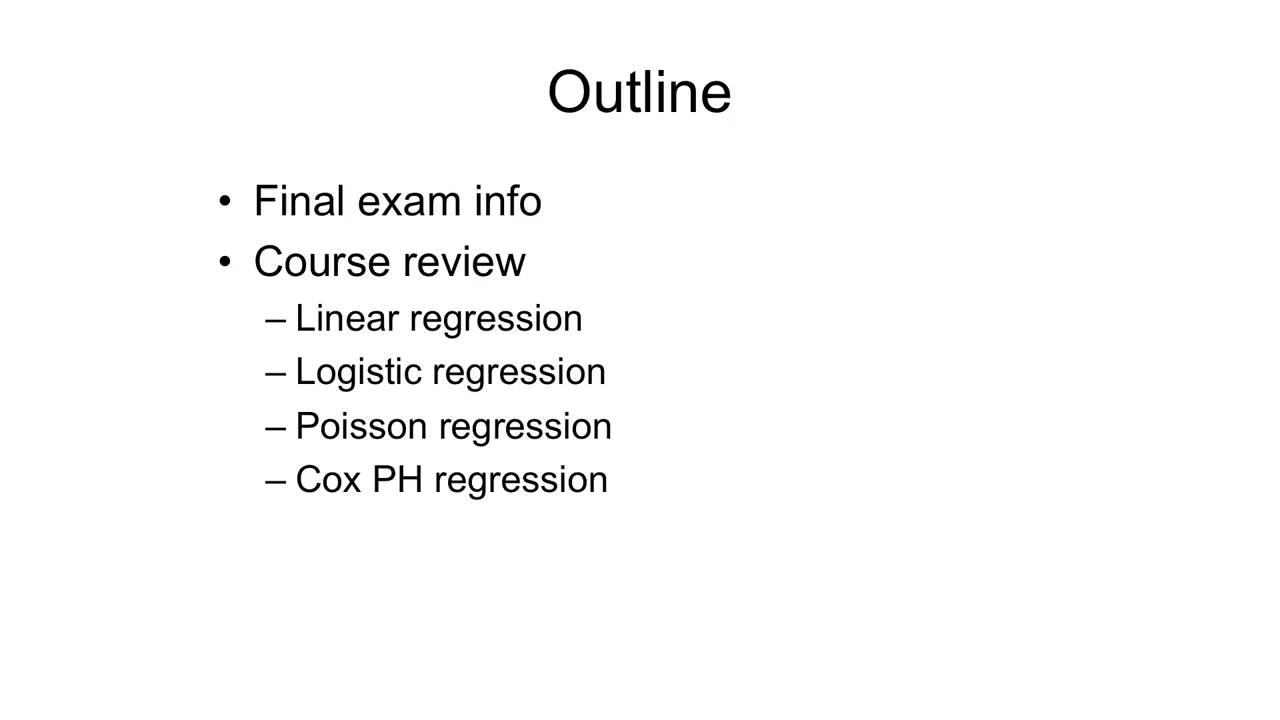 Outline
• Final exam info
• Course review
– Linear regression
– Logistic regression
– Poisson regression
– Cox PH regression